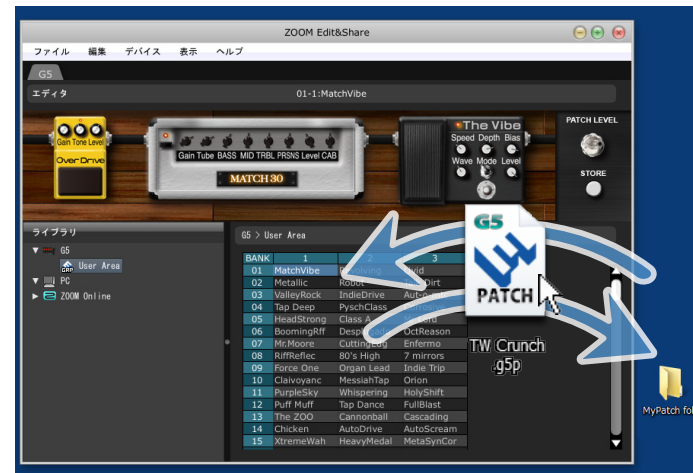 ZOOM Edit&Share
ファイル 編集 デバイス 表示 ヘルプ
G5
エディタ 01-1:MatchVibe
Gain Tone Level
Over Drive
Gain Tube BASS MID TRBL PRSNS Level CAB
MATCH 30
The Vibe
Speed Depth Bias
Wave Mode Level
PATCH LEVEL
STORE
ライブラリ
G5
GRP User Area
PC
ZOOM Online
G5 > User Area
BANK 1 2 3
01 MatchVibe
02 Metallic Robot
03 ValleyRock IndieDrive
04 Tap Deep PyschClass
05 HeadStrong Class A
06 BoomingRff OctReason
07 Mr.Moore CuttingEdg Enfermo
08 RiffReflec 80's High 7 mirrors
09 Force One Organ Lead Indie Trip
10 Claivoyanc MessiahTap Orion
11 PurpleSky Whispering HolyShift
12 Puff Muff Tap Dance FullBlast
13 The ZOO Cannonball Cascading
14 Chicken AutoDrive AutoScream
15 XtremeWah HeavyMedal MetaSynCor
G5
PATCH
TW Crunch
.g5p
MyPatch fol